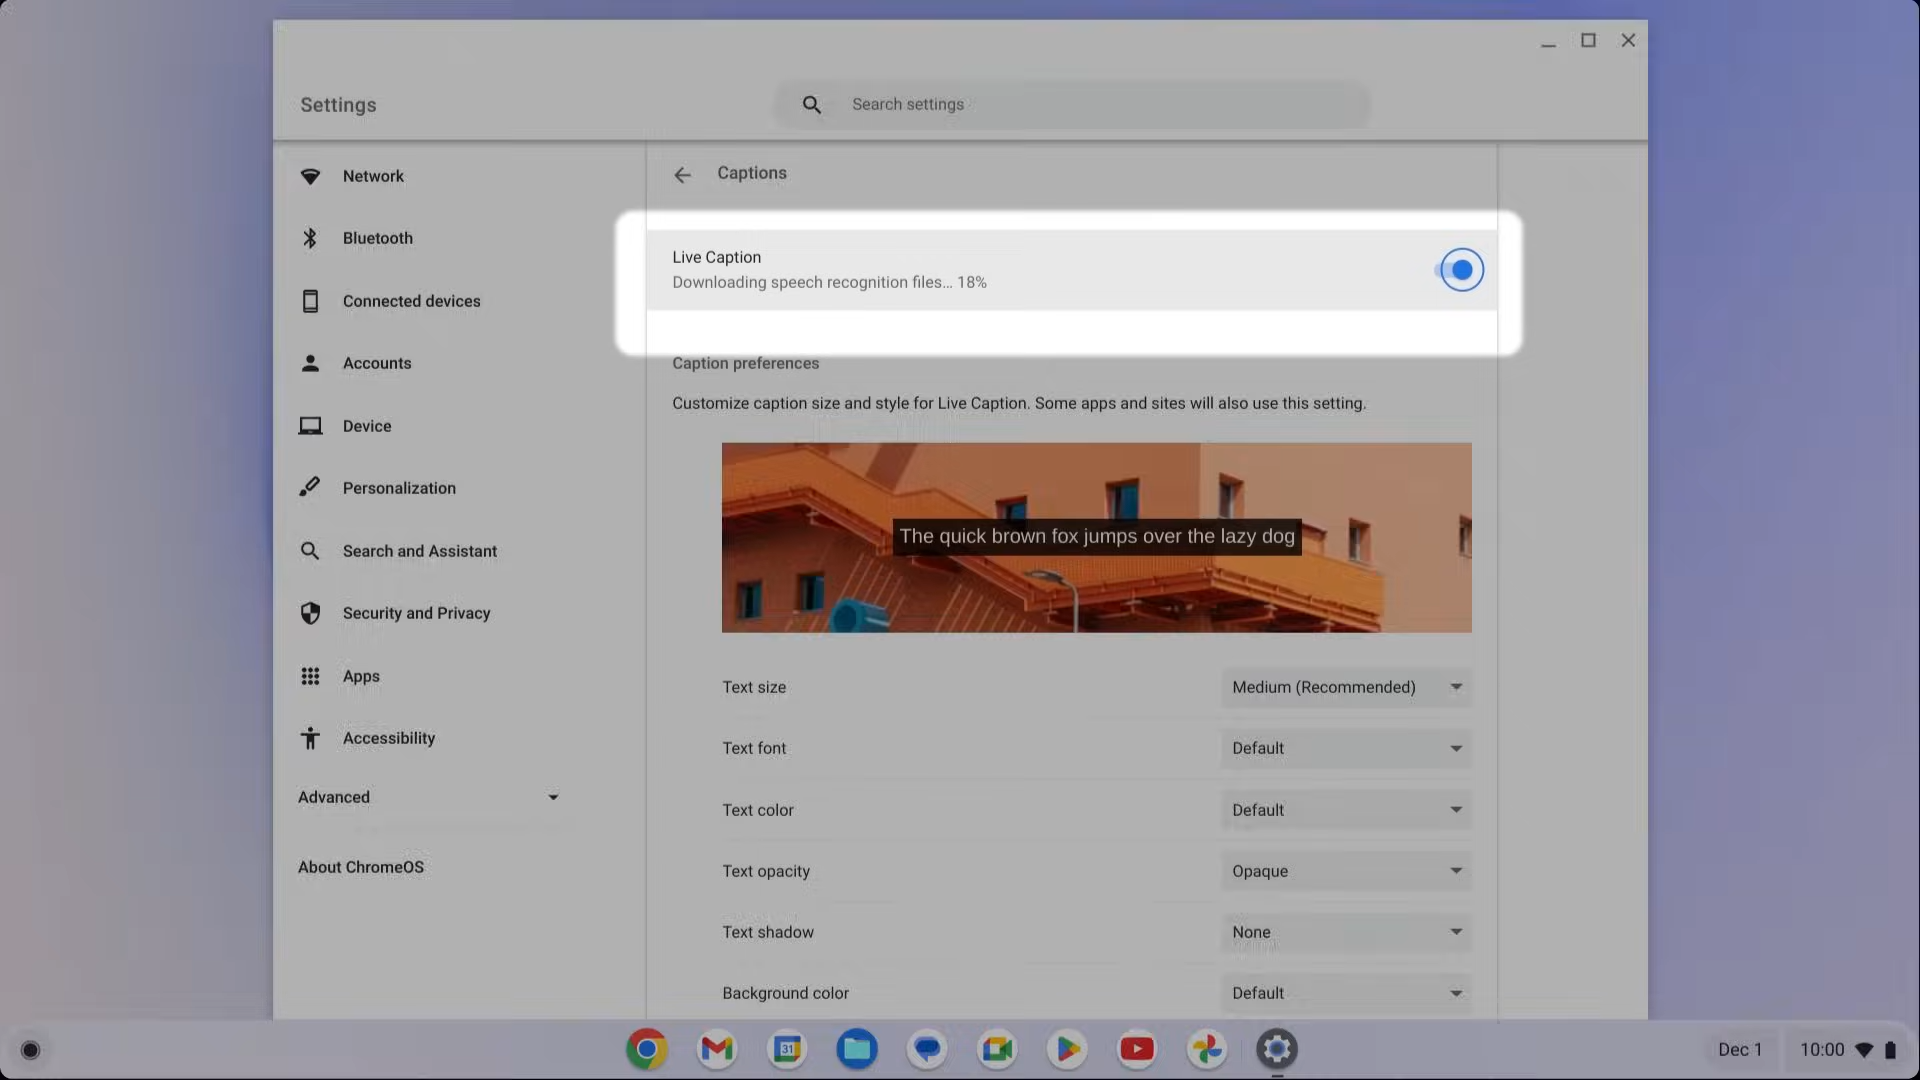 Settings
Search settings
Network
Bluetooth
Connected devices
Accounts
Device
Personalization
Search and Assistant
Security and Privacy
Apps
Accessibility
Advanced
About ChromeOS
Captions
Live Caption
Downloading speech recognition files... 18%
Caption preferences
Customize caption size and style for Live Caption. Some apps and sites will also use this setting.
The quick brown fox jumps over the lazy dog
Text size
Medium (Recommended)
Text font
Default
Text color
Default
Text opacity
Opaque
Text shadow
None
Background color
Default
31
Dec 1
10:00